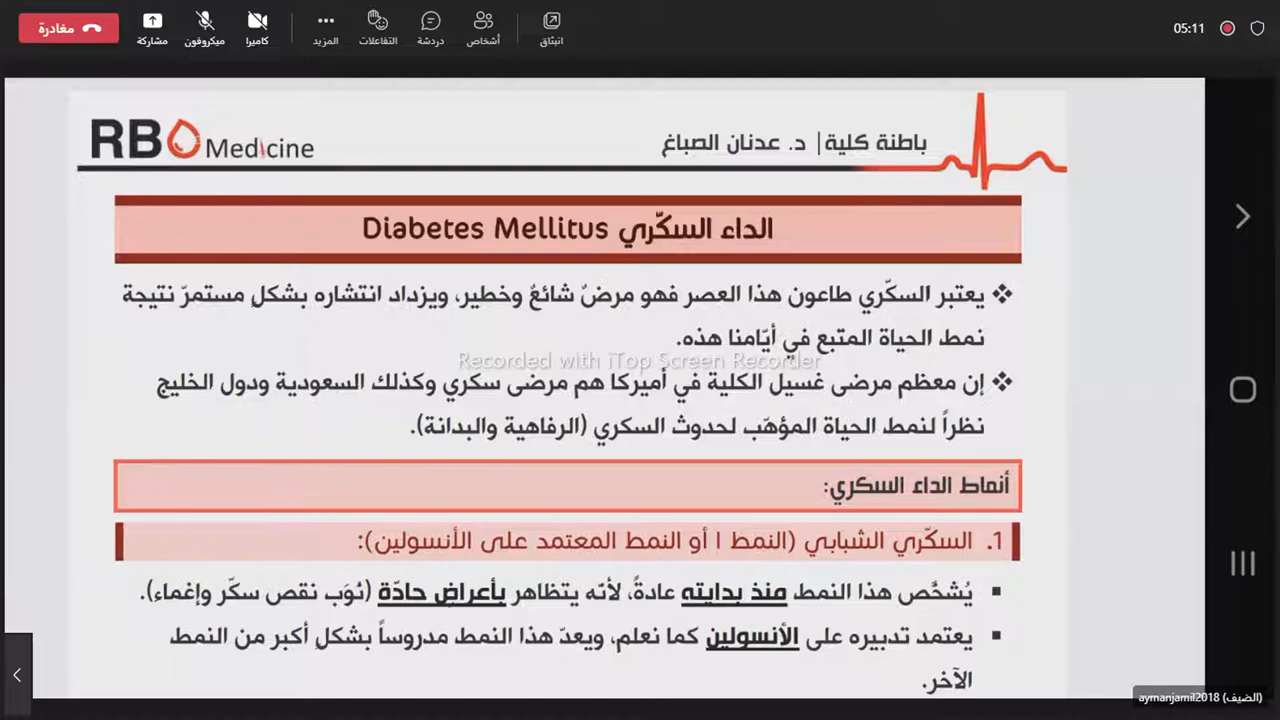 مغادرة
مشاركة
ميكروفون
كاميرا
المزيد
التفاعلات
دردشة
أشخاص
انبثاق
05:11
RBO Medicine
باطنة كلية| د. عدنان الصباغ
الداء السكّري Diabetes Mellitus
❖ يعتبر السكّري طاعون هذا العصر فهو مرضٌ شائعٌ وخطير، ويزداد انتشاره بشكلٍ مستمرّ نتيجة
نمط الحياة المتبع في أيّامنا هذه.
Recorded with iTop Screen Recorder
❖ إن معظم مرضى غسيل الكلية في أميركا هم مرضى سكري وكذلك السعودية ودول الخليج
نظراً لنمط الحياة المؤهّب لحدوث السكري (الرفاهية والبدانة).
أنماط الداء السكري:
1. السكّري الشبابي (النمط I أو النمط المعتمد على الأنسولين):
▪ يُشخَّص هذا النمط منذ بدايته عادةً، لأنّه يتظاهر بأعراضٍ حادّة (نُوَب نقص سكّر وإغماء).
▪ يعتمد تدبيره على الأنسولين كما نعلم، ويعدّ هذا النمط مدروساً بشكلٍ أكبر من النمط
الآخر.
aymanjamil2018 (الضيف)